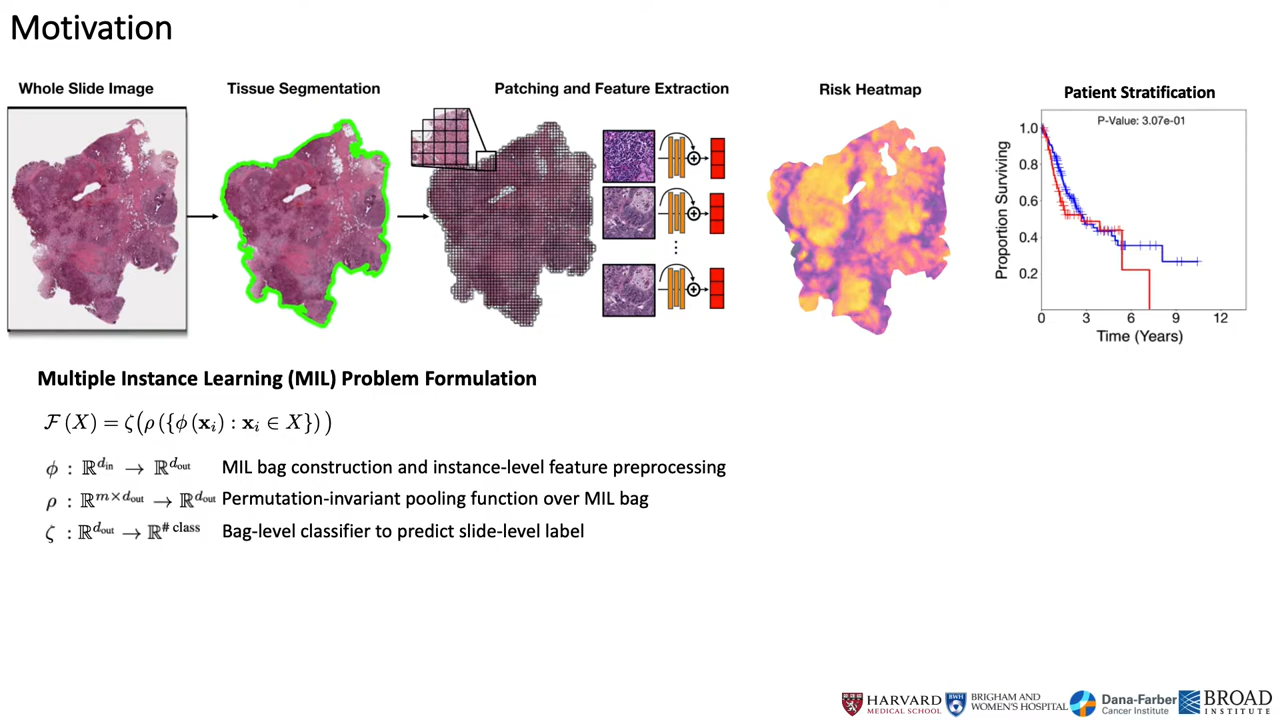 Motivation
Whole Slide Image
Tissue Segmentation
Patching and Feature Extraction
Risk Heatmap
Patient Stratification
P-Value: 3.07e-01
Proportion Surviving
1.0
0.8
0.6
0.4
0.2
0 3 6 9 12
Time (Years)
Multiple Instance Learning (MIL) Problem Formulation
ℱ (X) = ζ(ρ ({ϕ (xᵢ) : xᵢ ∈ X}))
ϕ : ℝ^{d_in} → ℝ^{d_out} MIL bag construction and instance-level feature preprocessing
ρ : ℝ^{m×d_out} → ℝ^{d_out} Permutation-invariant pooling function over MIL bag
ζ : ℝ^{d_out} → ℝ^{# class} Bag-level classifier to predict slide-level label
HARVARD
MEDICAL SCHOOL
BWH
BRIGHAM AND
WOMEN'S HOSPITAL
Dana-Farber
Cancer Institute
BROAD
INSTITUTE